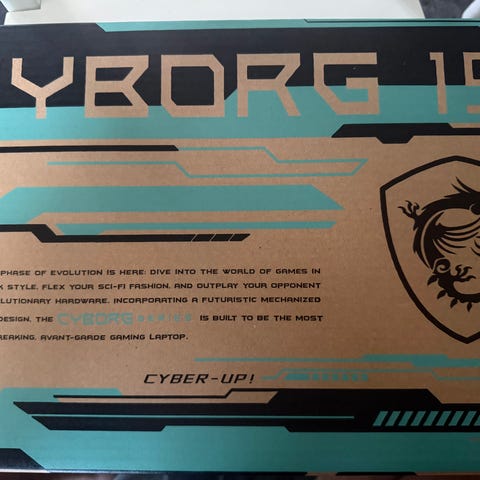 YBORG 15
PHASE OF EVOLUTION IS HERE: DIVE INTO THE WORLD OF GAMES IN
K STYLE, FLEX YOUR SCI-FI FASHION, AND OUTPLAY YOUR OPPONENT
LUTIONARY HARDWARE. INCORPORATING A FUTURISTIC MECHANIZED
DESIGN, THE CYBORG SERIES IS BUILT TO BE THE MOST
REAKING, AVANT-GARDE GAMING LAPTOP.
CYBER-UP!